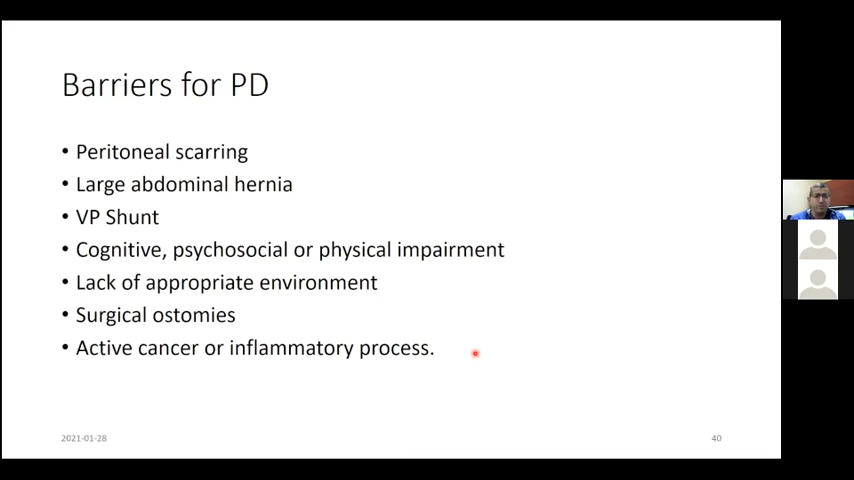 Barriers for PD
• Peritoneal scarring
• Large abdominal hernia
• VP Shunt
• Cognitive, psychosocial or physical impairment
• Lack of appropriate environment
• Surgical ostomies
• Active cancer or inflammatory process.
2021-01-28
40